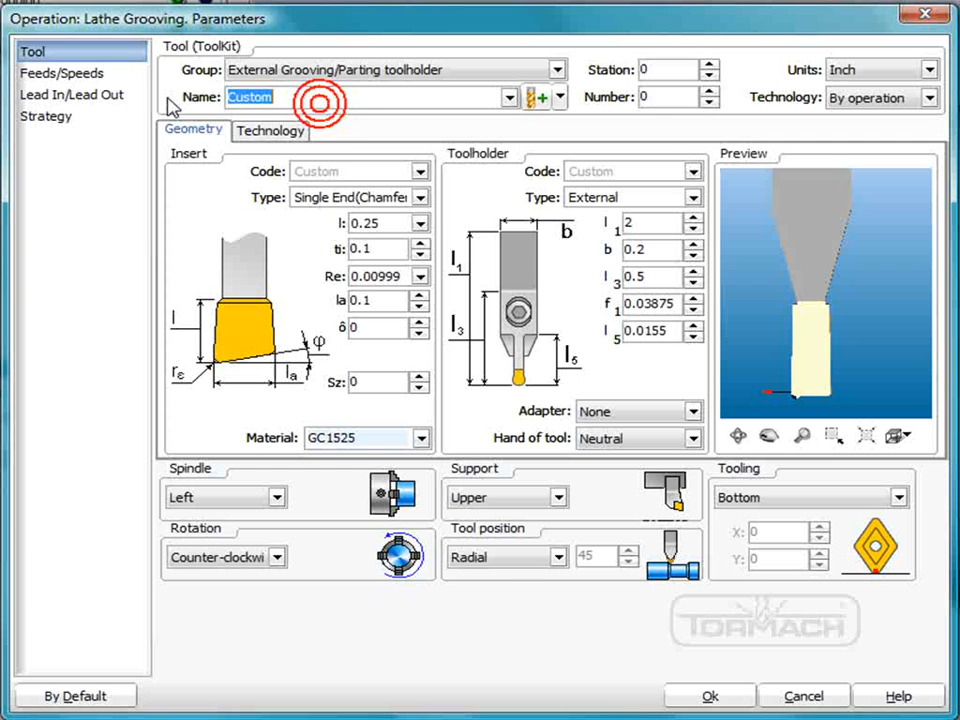 Operation: Lathe Grooving. Parameters
Tool
Feeds/Speeds
Lead In/Lead Out
Strategy
Tool (ToolKit)
Group: External Grooving/Parting toolholder
Station: 0
Units: Inch
Name: Custom
Number: 0
Technology: By operation
Geometry
Technology
Insert
Code: Custom
Type: Single End(Chamfer
l: 0.25
ti: 0.1
Re: 0.00999
la 0.1
ô 0
Sz: 0
l
rε
la
φ
Material: GC1525
Toolholder
Code: Custom
Type: External
l1 2
b 0.2
l3 0.5
f1 0.03875
l5 0.0155
b
l1
l3
l5
Adapter: None
Hand of tool: Neutral
Preview
Spindle
Left
Support
Upper
Tooling
Bottom
X: 0
Y: 0
Rotation
Counter-clockwi
Tool position
Radial
45
TORMACH
By Default
Ok
Cancel
Help